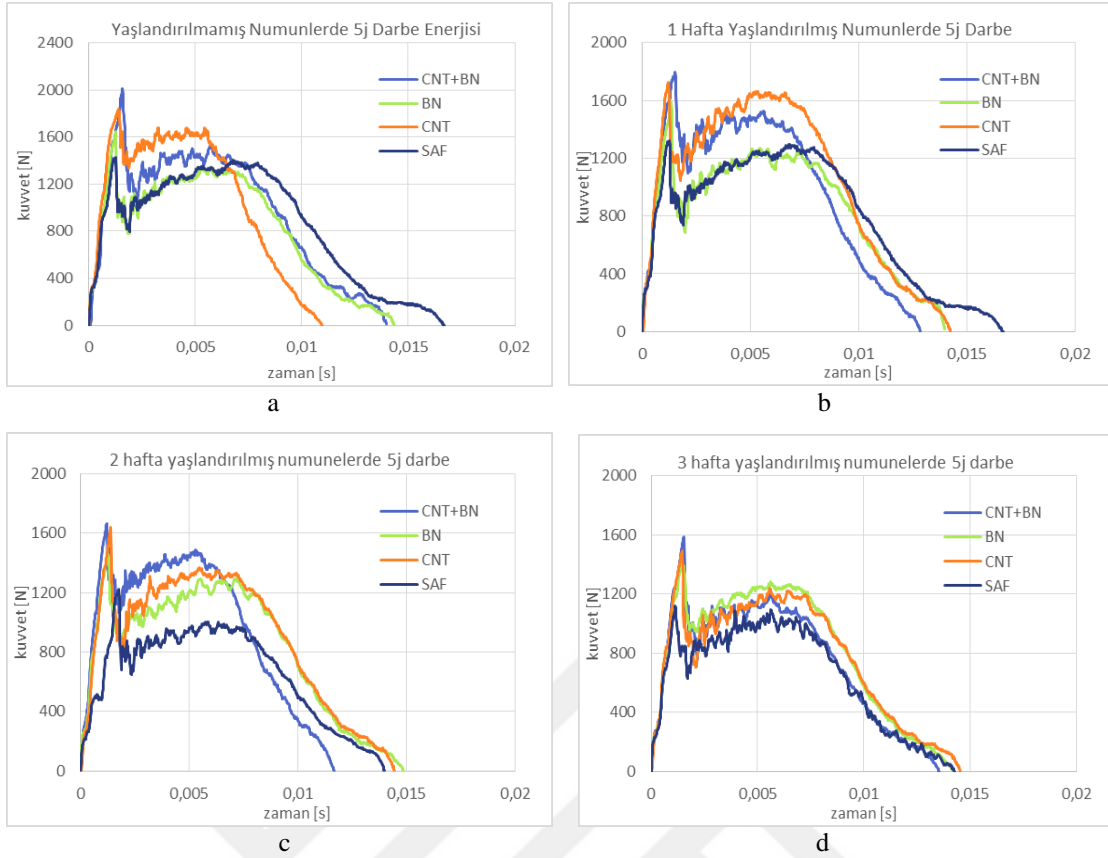 Yaşlandırılmamış Numunlerde 5j Darbe Enerjisi
2400
2000
1600
1200
800
400
0
kuvvet [N]
CNT+BN
BN
CNT
SAF
0
0,005
0,01
0,015
0,02
zaman [s]
a
1 Hafta Yaşlandırılmış Numunlerde 5j Darbe
2000
1600
1200
800
400
0
kuvvet [N]
CNT+BN
BN
CNT
SAF
0
0,005
0,01
0,015
0,02
zaman [s]
b
2 hafta yaşlandırılmış numunelerde 5j darbe
2000
1600
1200
800
400
0
kuvvet [N]
CNT+BN
BN
CNT
SAF
0
0,005
0,01
0,015
0,02
zaman [s]
c
3 hafta yaşlandırılmış numunelerde 5j darbe
2000
1600
1200
800
400
0
kuvvet [N]
CNT+BN
BN
CNT
SAF
0
0,005
0,01
0,015
0,02
zaman [s]
d